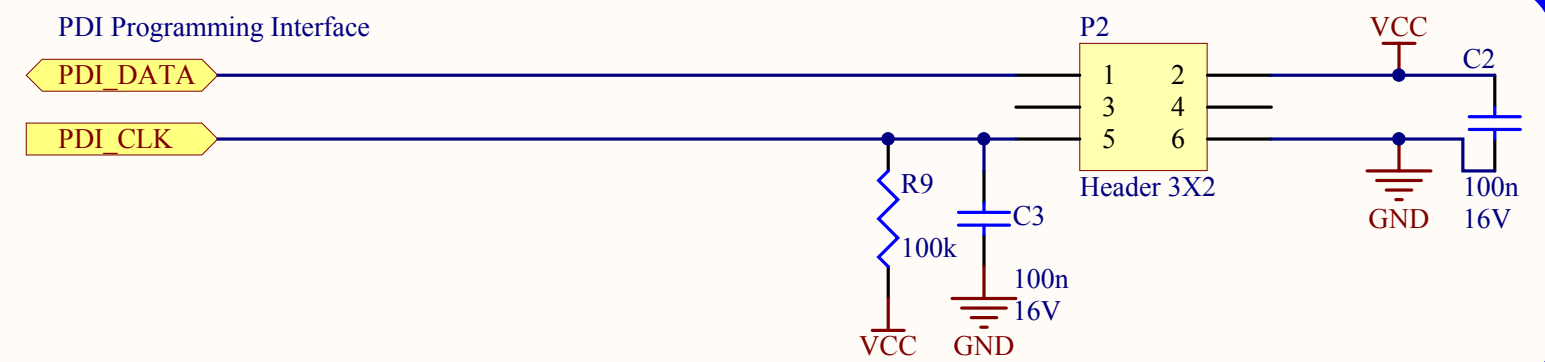 PDI Programming Interface
P2
VCC
C2
PDI_DATA
1 2
3 4
PDI_CLK
5 6
Header 3X2
R9
100k
C3
100n
16V
VCC
GND
GND
100n
16V